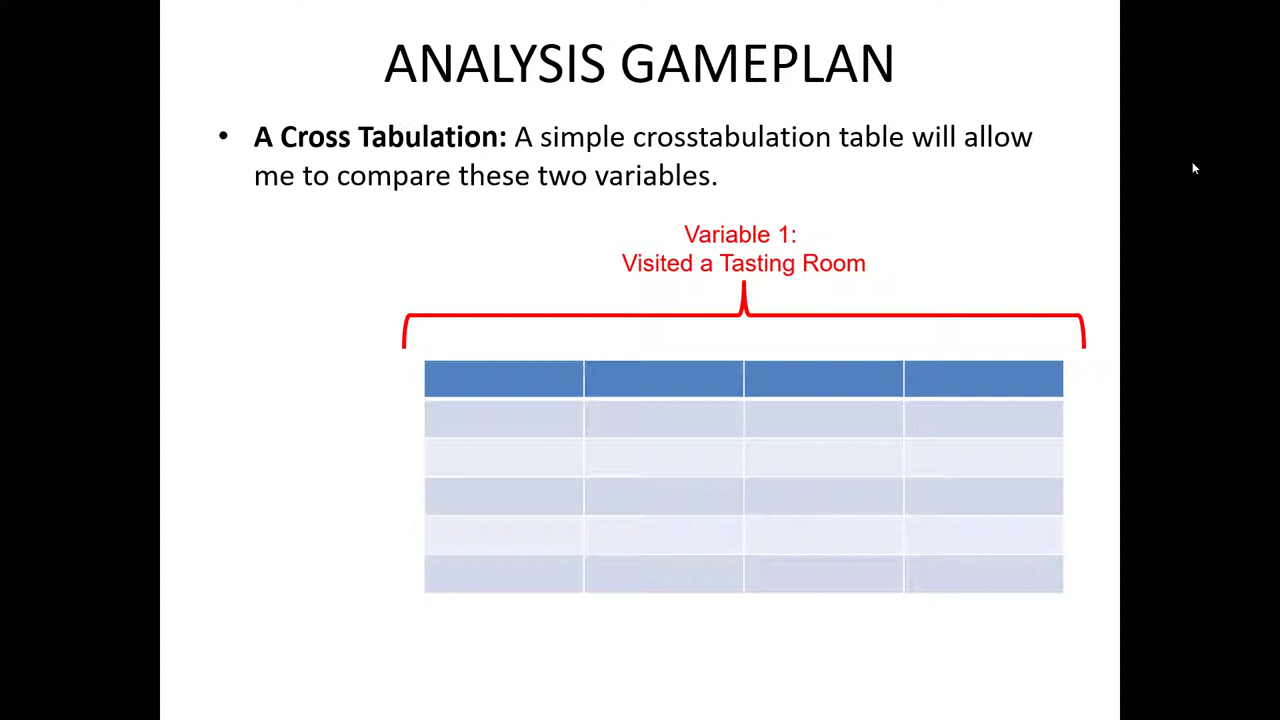 ANALYSIS GAMEPLAN
• A Cross Tabulation: A simple crosstabulation table will allow
me to compare these two variables.
Variable 1:
Visited a Tasting Room